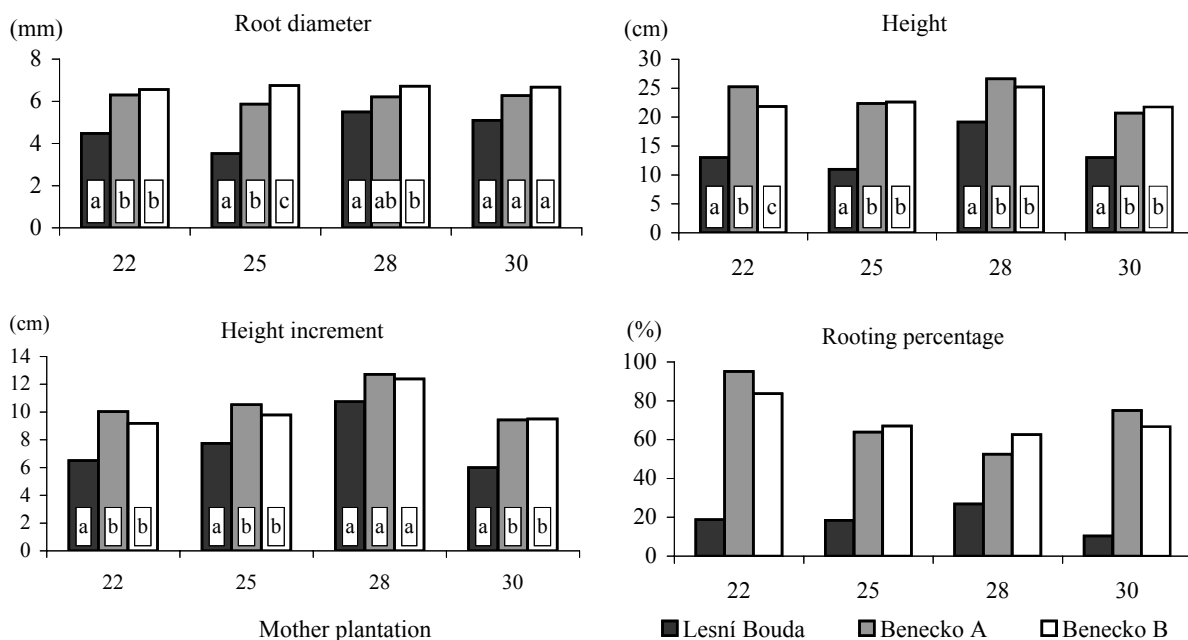 Root diameter
(mm)
8
6
4
2
0
a b b a b c a ab b a a a
22 25 28 30
Height
(cm)
30
25
20
15
10
5
0
a b c a b b a b b a b b
22 25 28 30
Height increment
(cm)
14
12
10
8
6
4
2
0
a b b a b b a a a a b b
22 25 28 30
Mother plantation
Rooting percentage
(%)
100
80
60
40
20
0
22 25 28 30
Lesní Bouda Benecko A Benecko B